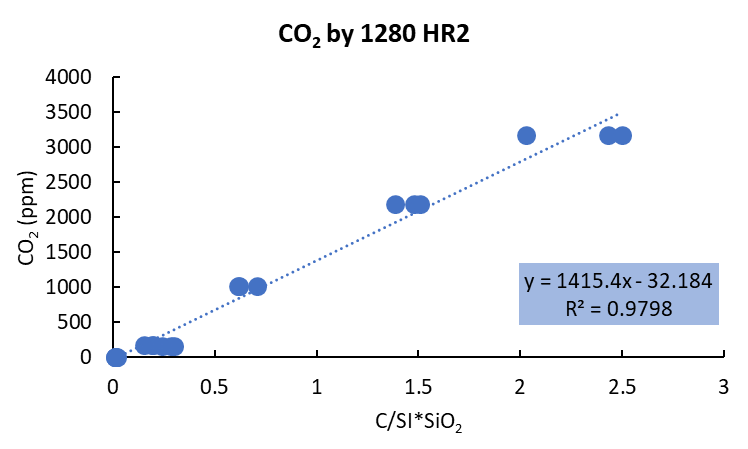 CO₂ by 1280 HR2
4000
3500
3000
2500
2000
1500
1000
500
0
CO₂ (ppm)
y = 1415.4x - 32.184
R² = 0.9798
0 0.5 1 1.5 2 2.5 3
C/SI*SiO₂